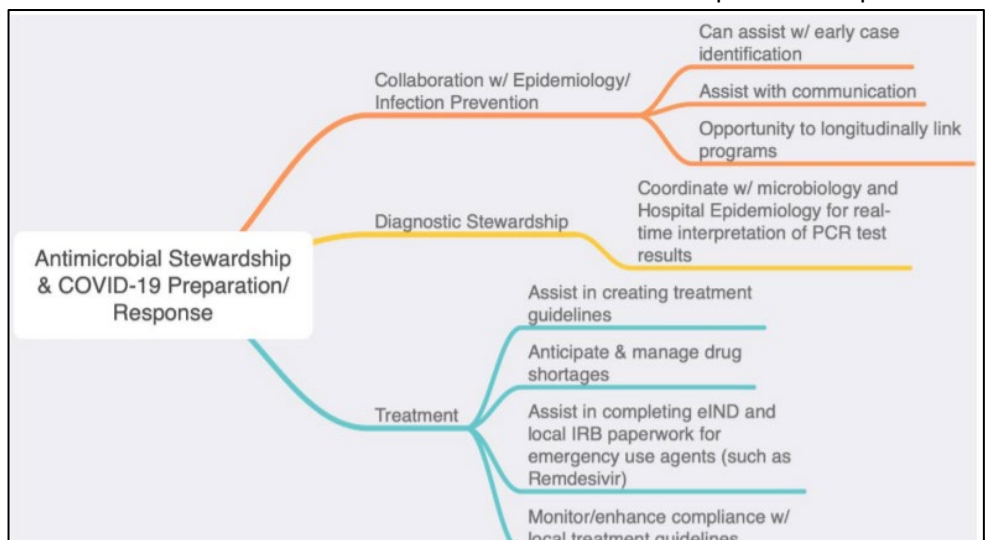 Can assist w/ early case
identification
Collaboration w/ Epidemiology/
Infection Prevention
Assist with communication
Opportunity to longitudinally link
programs
Diagnostic Stewardship
Coordinate w/ microbiology and
Hospital Epidemiology for real-
time interpretation of PCR test
results
Antimicrobial Stewardship
& COVID-19 Preparation/
Response
Treatment
Assist in creating treatment
guidelines
Anticipate & manage drug
shortages
Assist in completing eIND and
local IRB paperwork for
emergency use agents (such as
Remdesivir)
Monitor/enhance compliance w/
local treatment guidelines